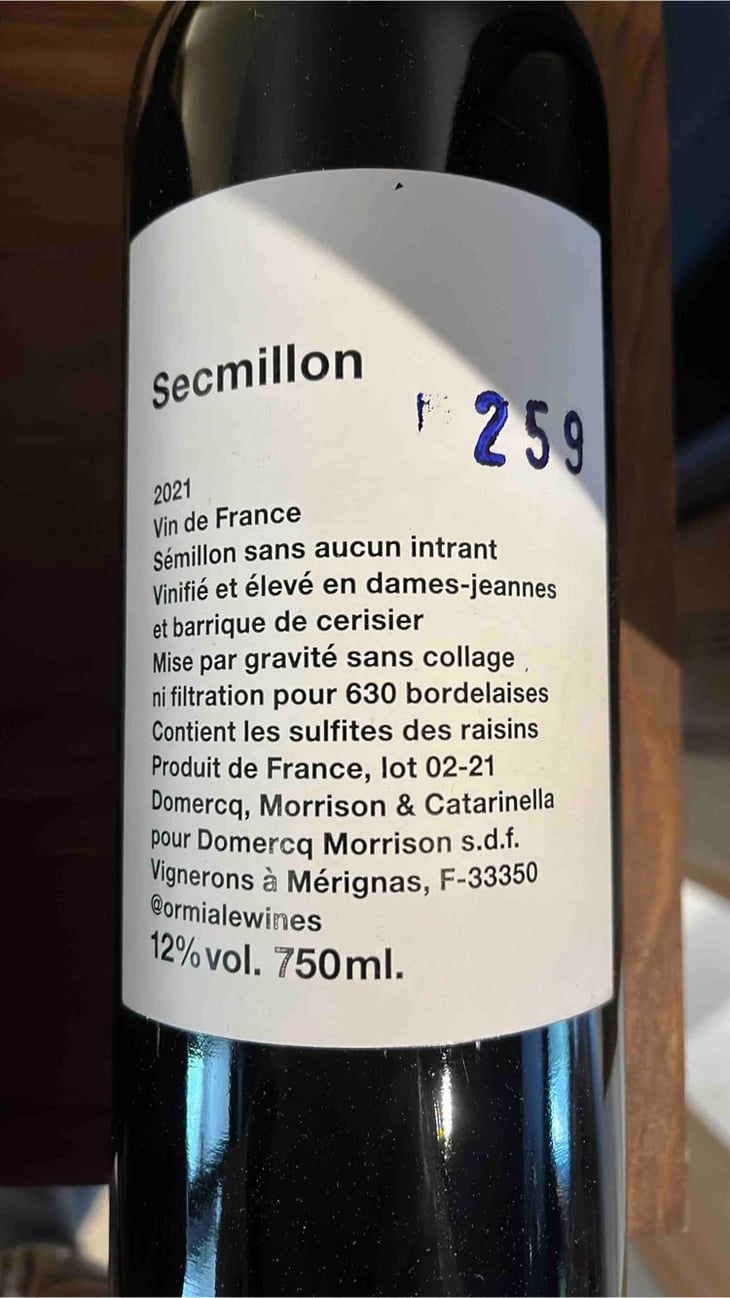 Secmillon
259
2021
Vin de France
Sémillon sans aucun intrant
Vinifié et élevé en dames-jeannes
et barrique de cerisier
Mise par gravité sans collage
ni filtration pour 630 bordelaises
Contient les sulfites des raisins
Produit de France, lot 02-21
Domercq, Morrison & Catarinella
pour Domercq Morrison s.d.f.
Vignerons à Mérignas, F-33350
@ormialewines
12% vol. 750ml.